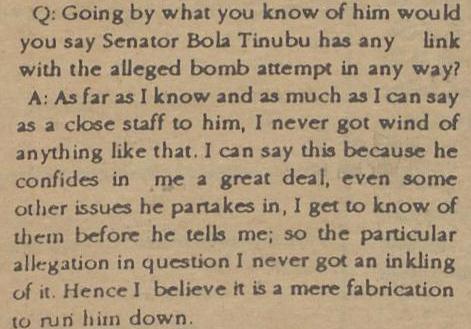 Q: Going by what you know of him would
you say Senator Bola Tinubu has any link
with the alleged bomb attempt in any way?
A: As far as I know and as much as I can say
as a close staff to him, I never got wind of
anything like that. I can say this because he
confides in me a great deal, even some
other issues he partakes in, I get to know of
them before he tells me; so the particular
allegation in question I never got an inkling
of it. Hence I believe it is a mere fabrication
to run him down.